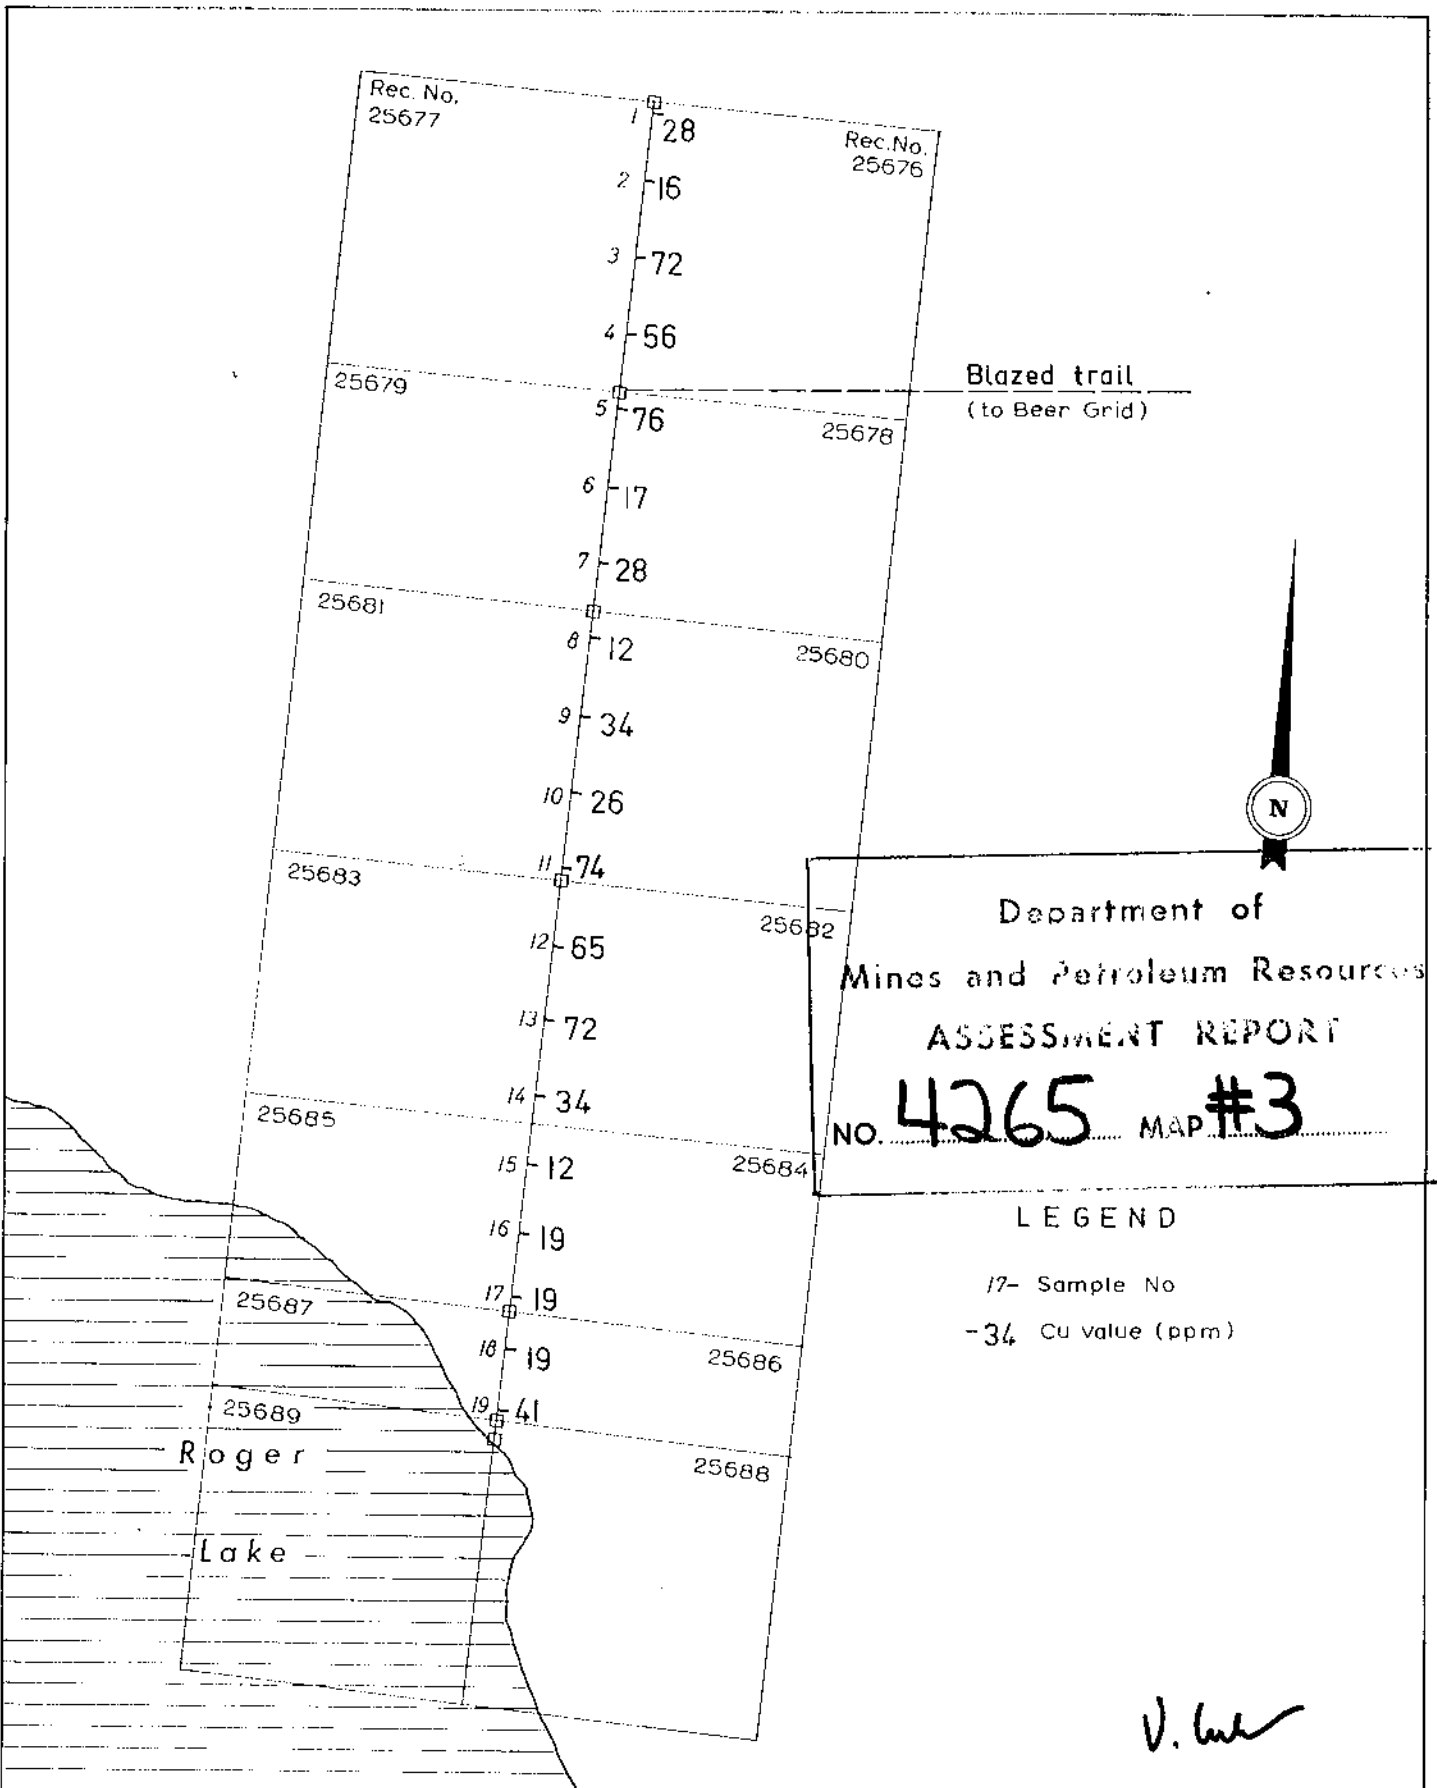 Rec. No.
25677
1 28
Rec. No.
25676
2 16
3 72
4 56
Blazed trail
(to Beer Grid)
25679
5 76
25678
6 17
7 28
25681
8 12
25680
9 34
10 26
11 74
25683
25682
12 65
13 72
14 34
25685
15 12
25684
16 19
17 19
25687
18 19
25686
19 41
25689
25688
Roger
Lake
N
Department of
Mines and Petroleum Resources
ASSESSMENT REPORT
NO. 4265 MAP #3
LEGEND
17- Sample No
-34 Cu value (ppm)
V.